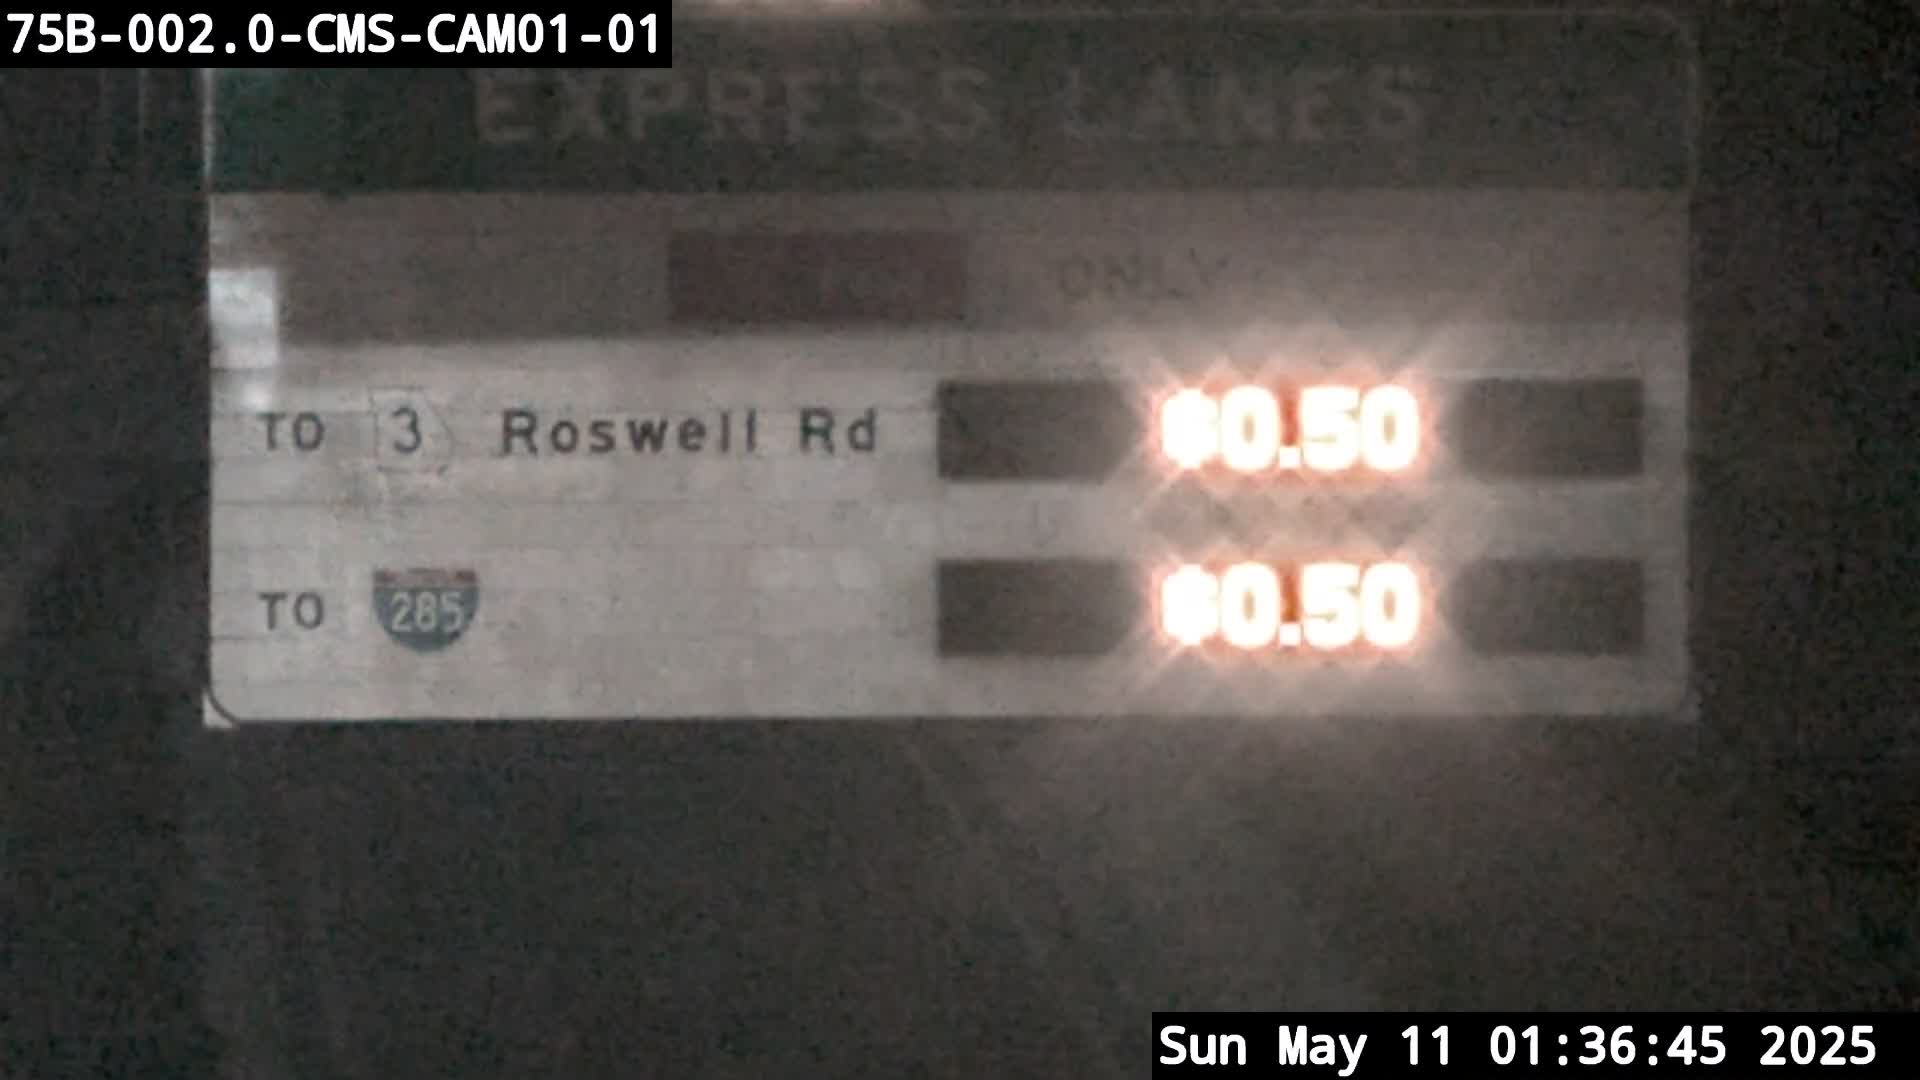 75B-002.0-CMS-CAM01-01
EXPRESS LANES
ONLY
TO 3 Roswell Rd $0.50
TO 285 $0.50
Sun May 11 01:36:45 2025